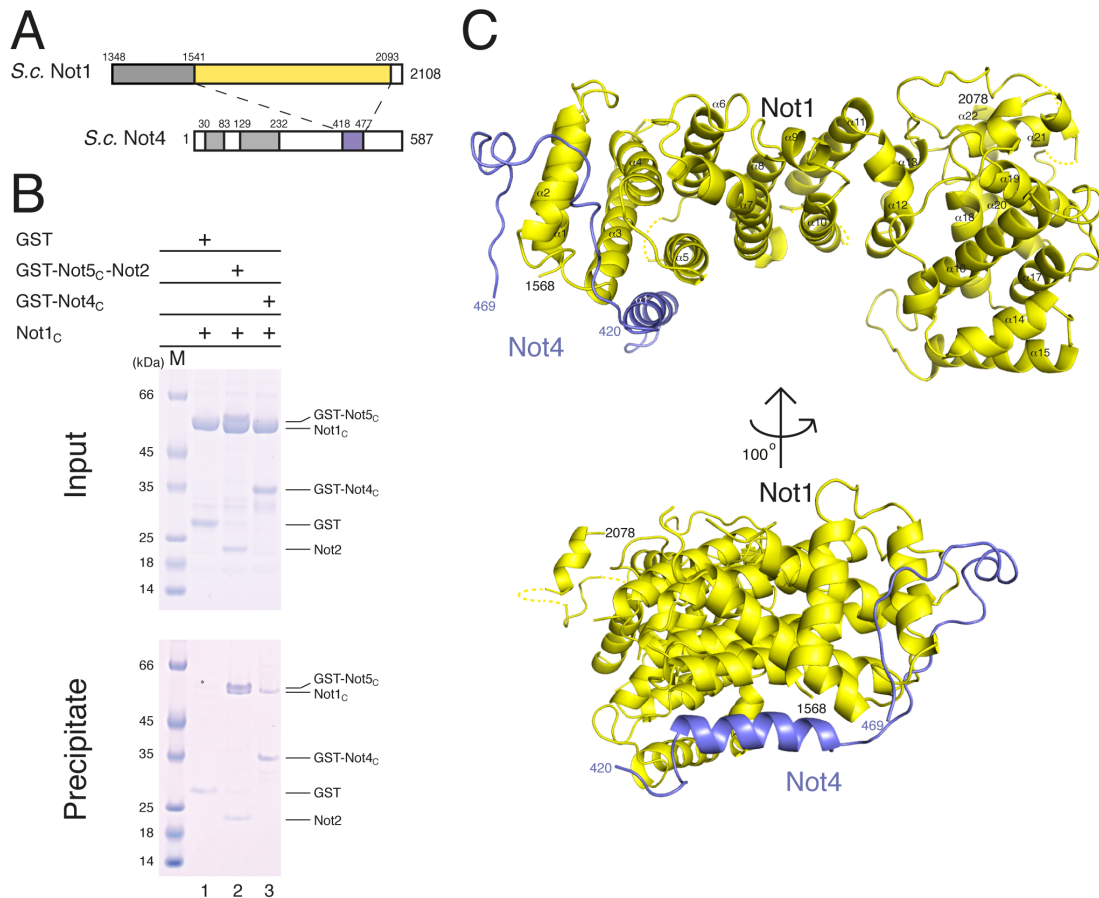 A
1348 1541 2093
S.c. Not1 2108
30 83 129 232 418 477
S.c. Not4 1 587
B
GST +
GST-Not5C-Not2 +
GST-Not4C +
Not1C + + +
(kDa) M
66
45
35
25
18
14
Input
GST-Not5C
Not1C
GST-Not4C
GST
Not2
66
45
35
25
18
14
Precipitate
GST-Not5C
Not1C
GST-Not4C
GST
Not2
1 2 3
C
Not1
α6
α11
2078
α22
α21
α9
α8
α4
α13
α19
α2
α7
α12
α20
α18
α1
α3
α10
α5
α16
α17
1568
469
420
α14
α15
Not4
100°
Not1
2078
1568
469
420
Not4